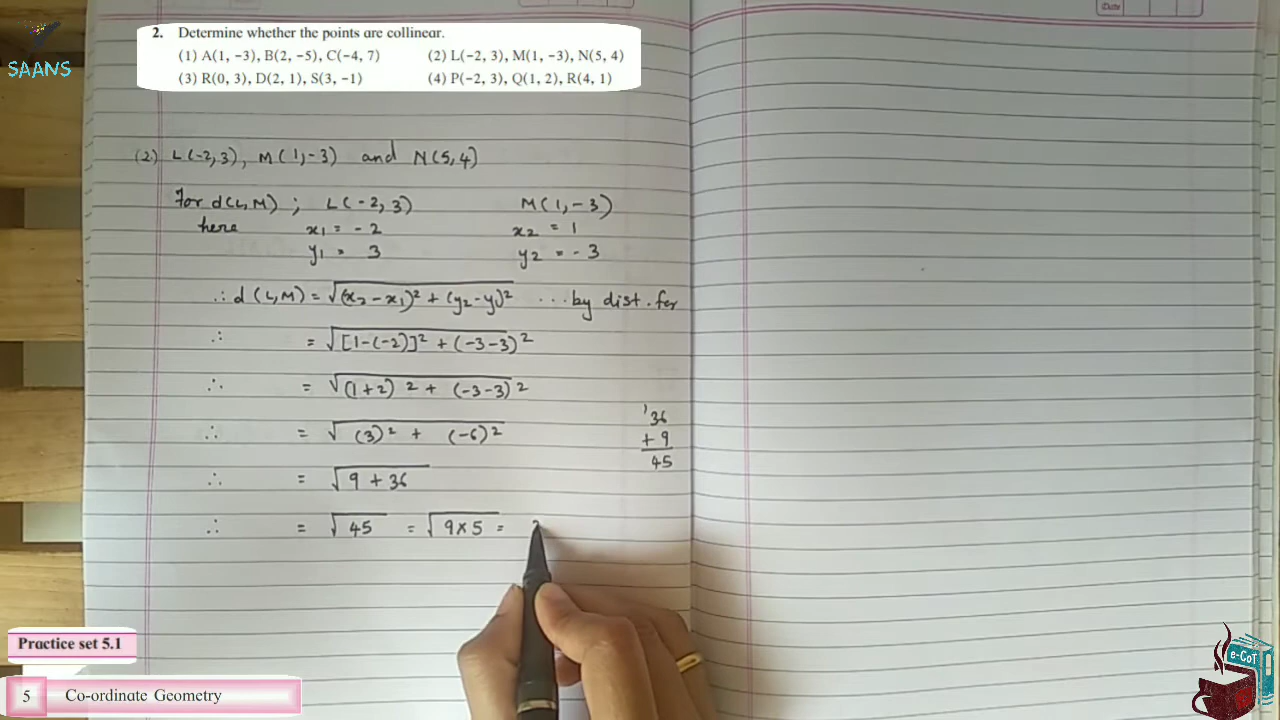 Date
SAANS
2. Determine whether the points are collinear.
(1) A(1, −3), B(2, −5), C(−4, 7) (2) L(−2, 3), M(1, −3), N(5, 4)
(3) R(0, 3), D(2, 1), S(3, −1) (4) P(−2, 3), Q(1, 2), R(4, 1)
(2) L(-2,3), M(1,-3) and N(5,4)
For d(L,M) ; L(-2,3) M(1,-3)
here x₁ = -2 x₂ = 1
y₁ = 3 y₂ = -3
∴ d(L,M) = √(x₂-x₁)² + (y₂-y₁)² ... by dist. for
∴ = √[1-(-2)]² + (-3-3)²
∴ = √(1+2)² + (-3-3)²
∴ = √(3)² + (-6)²
∴ = √9 + 36
∴ = √45 = √9×5 =
1 36
+ 9
45
Practice set 5.1
5 Co-ordinate Geometry
e-CoT